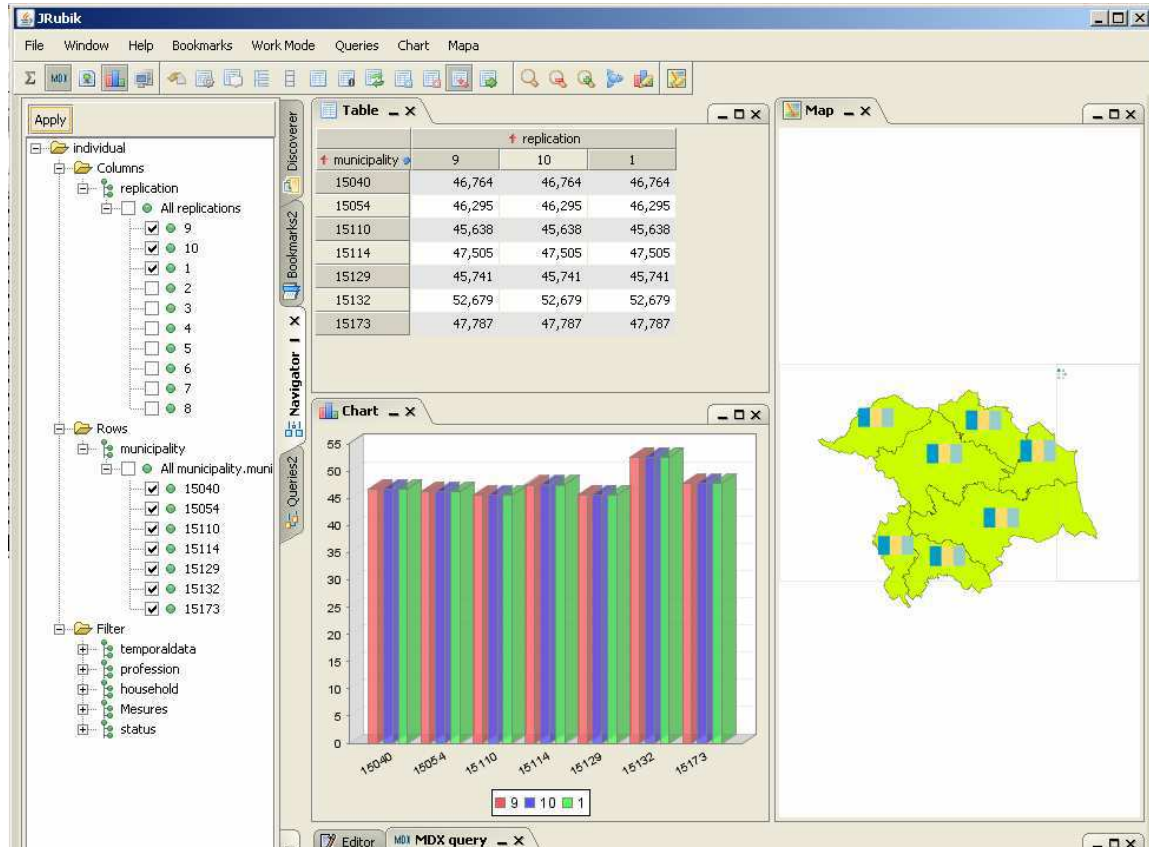 JRubik
File Window Help Bookmarks Work Mode Queries Chart Mapa
Σ MDX
Apply
individual
Columns
replication
All replications
9
10
1
2
3
4
5
6
7
8
Rows
municipality
All municipality.muni
15040
15054
15110
15114
15129
15132
15173
Filter
temporaldata
profession
household
Mesures
status
Discoverer
Bookmarks2
Navigator
Queries2
Table
replication
municipality 9 10 1
15040 46,764 46,764 46,764
15054 46,295 46,295 46,295
15110 45,638 45,638 45,638
15114 47,505 47,505 47,505
15129 45,741 45,741 45,741
15132 52,679 52,679 52,679
15173 47,787 47,787 47,787
Chart
55
50
45
40
35
30
25
20
15
10
5
0
15040 15054 15110 15114 15129 15132 15173
9 10 1
Map
Editor MDX MDX query